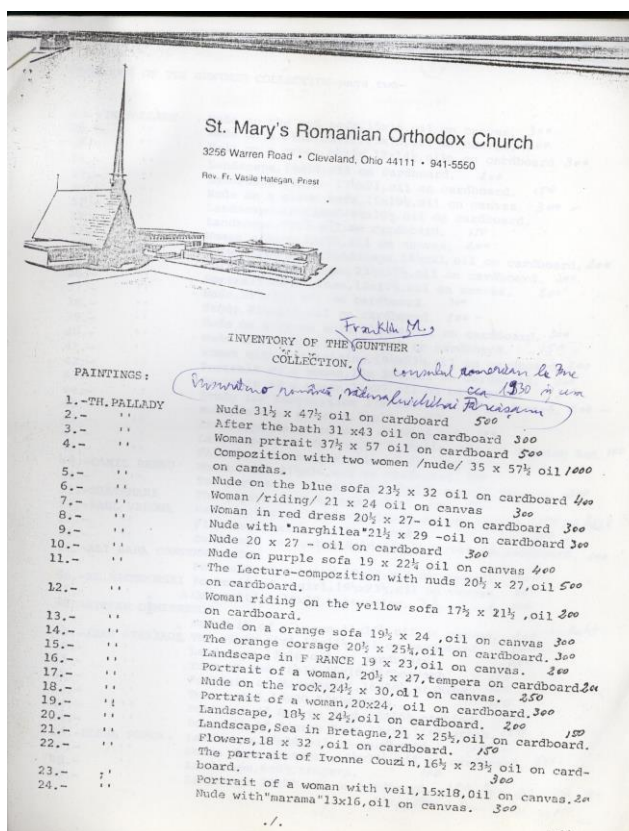 St. Mary's Romanian Orthodox Church
3256 Warren Road • Cleveland, Ohio 44111 • 941-5550
Rev. Fr. Vasile Hategan, Priest
Franklin M.,
INVENTORY OF THE GUNTHER
COLLECTION.
( consulul american
1930
PAINTINGS:
1.-TH.PALLADY Nude 31½ x 47½ oil on cardboard 500
2.- '' After the bath 31 x43 oil on cardboard 300
3.- '' Woman prtrait 37½ x 57 oil on cardboard 500
4.- '' Compozition with two women /nude/ 35 x 57½ oil 1000
on candas.
5.- '' Nude on the blue sofa 23½ x 32 oil on cardboard 400
6.- '' Woman /riding/ 21 x 24 oil on canvas 300
7.- '' Woman in red dress 20½ x 27- oil on cardboard 300
8.- '' Nude with "narghilea"21½ x 29 -oil on cardboard 300
9.- '' Nude 20 x 27 - oil on cardboard 300
10.- '' Nude on purple sofa 19 x 22¼ oil on canvas 400
11.- '' The Lecture-compozition with nuds 20½ x 27,oil 500
on cardboard.
12.- '' Woman riding on the yellow sofa 17½ x 21½ ,oil 200
on cardboard.
13.- '' Nude on a orange sofa 19½ x 24 ,oil on canvas 300
14.- '' The orange corsage 20½ x 25¼,oil on cardboard. 300
15.- '' Landscape in F RANCE 19 x 23,oil on canvas. 200
16.- '' Portrait of a woman, 20½ x 27,tempera on cardboard
17.- '' Nude on the rock,24½ x 30,oil on canvas. 250
18.- '' Portrait of a woman,20x24, oil on cardboard.300
19.- '' Landscape, 18½ x 24½,oil on cardboard. 200
20.- '' Landscape,Sea in Bretagne,21 x 25½,oil on cardboard. 150
21.- '' Flowers,18 x 32 ,oil on cardboard. 150
22.- '' The portrait of Ivonne Couzin,16½ x 23½ oil on card-
board. 300
23.- '' Portrait of a woman with veil,15x18,oil on canvas.
24.- '' Nude with"marama"13x16,oil on canvas. 300
./.